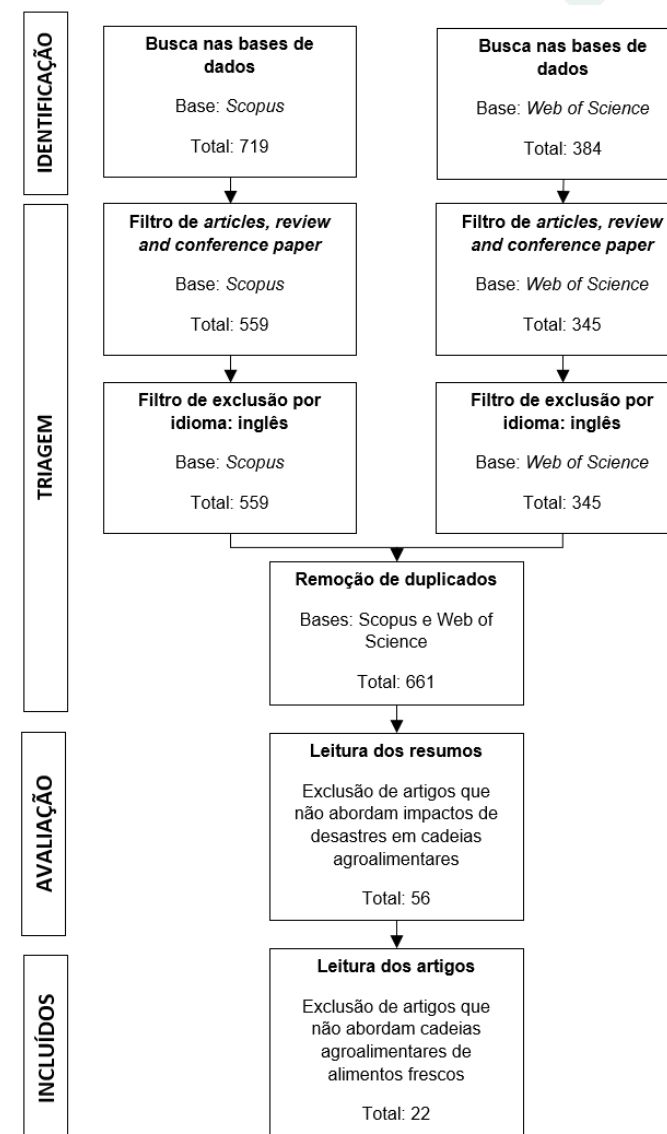 IDENTIFICAÇÃO
Busca nas bases de
dados
Base: Scopus
Total: 719
Busca nas bases de
dados
Base: Web of Science
Total: 384
TRIAGEM
Filtro de articles, review
and conference paper
Base: Scopus
Total: 559
Filtro de articles, review
and conference paper
Base: Web of Science
Total: 345
Filtro de exclusão por
idioma: inglês
Base: Scopus
Total: 559
Filtro de exclusão por
idioma: inglês
Base: Web of Science
Total: 345
Remoção de duplicados
Bases: Scopus e Web of
Science
Total: 661
AVALIAÇÃO
Leitura dos resumos
Exclusão de artigos que
não abordam impactos de
desastres em cadeias
agroalimentares
Total: 56
INCLUÍDOS
Leitura dos artigos
Exclusão de artigos que
não abordam cadeias
agroalimentares de
alimentos frescos
Total: 22